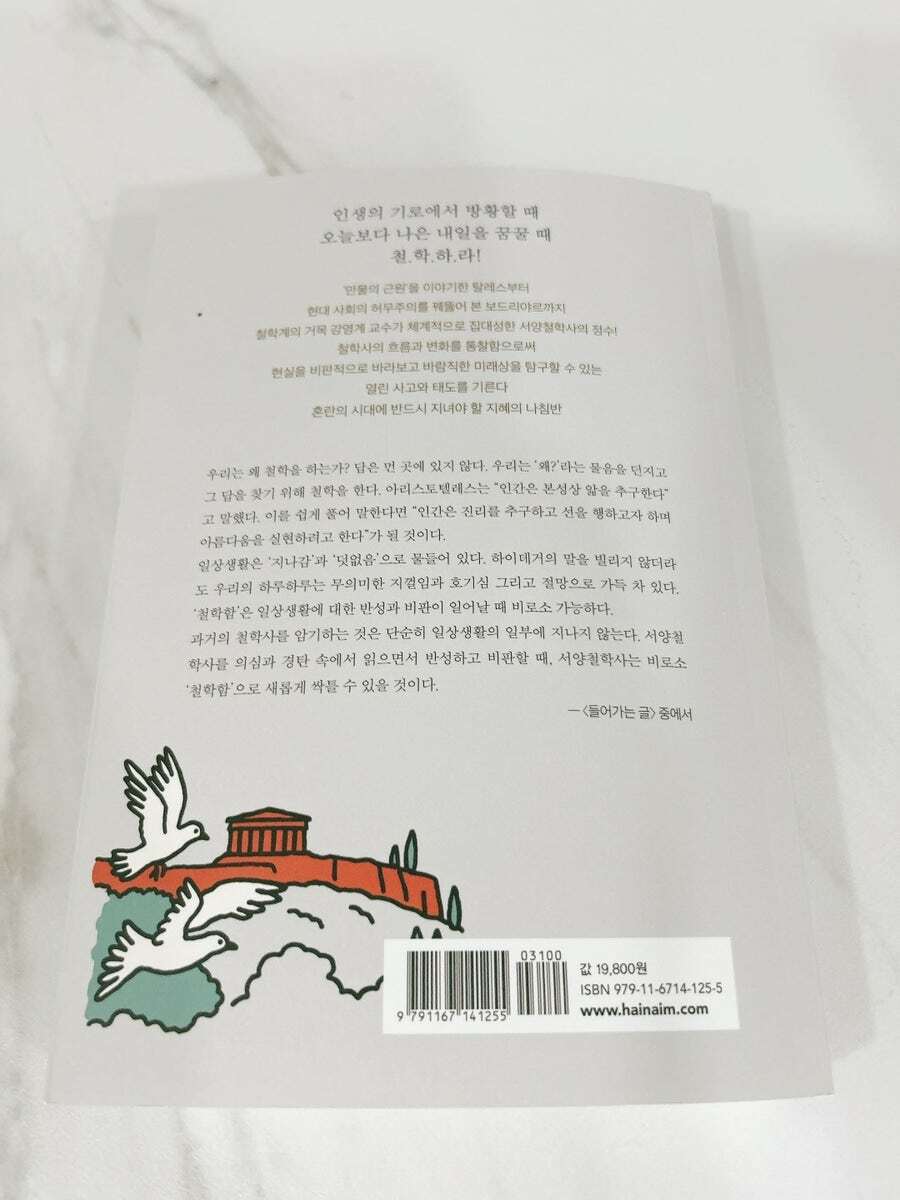 인생의 기로에서 방황할 때
오늘보다 나은 내일을 꿈꿀 때
철.학.하.라!
'만물의 근원'을 이야기한 탈레스부터
현대 사회의 허무주의를 꿰뚫어 본 보드리야르까지
철학계의 거목 강영계 교수가 체계적으로 집대성한 서양철학사의 정수!
철학사의 흐름과 변화를 통찰함으로써
현실을 비판적으로 바라보고 바람직한 미래상을 탐구할 수 있는
열린 사고와 태도를 기른다
혼란의 시대에 반드시 지녀야 할 지혜의 나침반
우리는 왜 철학을 하는가? 답은 먼 곳에 있지 않다. 우리는 '왜?'라는 물음을 던지고
그 답을 찾기 위해 철학을 한다. 아리스토텔레스는 "인간은 본성상 앎을 추구한다"
고 말했다. 이를 쉽게 풀어 말한다면 "인간은 진리를 추구하고 선을 행하고자 하며
아름다움을 실현하려고 한다"가 될 것이다.
일상생활은 '지나감'과 '덧없음'으로 물들어 있다. 하이데거의 말을 빌리지 않더라
도 우리의 하루하루는 무의미한 지껄임과 호기심 그리고 절망으로 가득 차 있다.
'철학함'은 일상생활에 대한 반성과 비판이 일어날 때 비로소 가능하다.
과거의 철학사를 암기하는 것은 단순히 일상생활의 일부에 지나지 않는다. 서양철
학사를 의심과 경탄 속에서 읽으면서 반성하고 비판할 때, 서양철학사는 비로소
'철학함'으로 새롭게 싹틀 수 있을 것이다.
—〈들어가는 글〉 중에서
03100
값 19,800원
ISBN 979-11-6714-125-5
www.hainaim.com
9 791167 141255